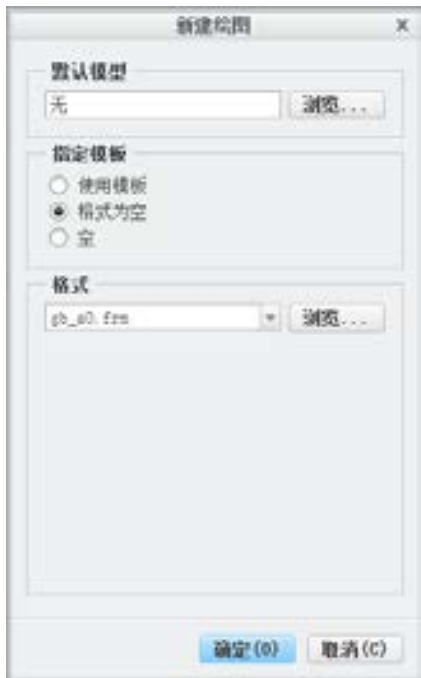 新建绘图
默认模型
无
浏览...
指定模板
使用模板
格式为空
空
格式
gb_a0.frm
浏览...
确定(O)
取消(C)